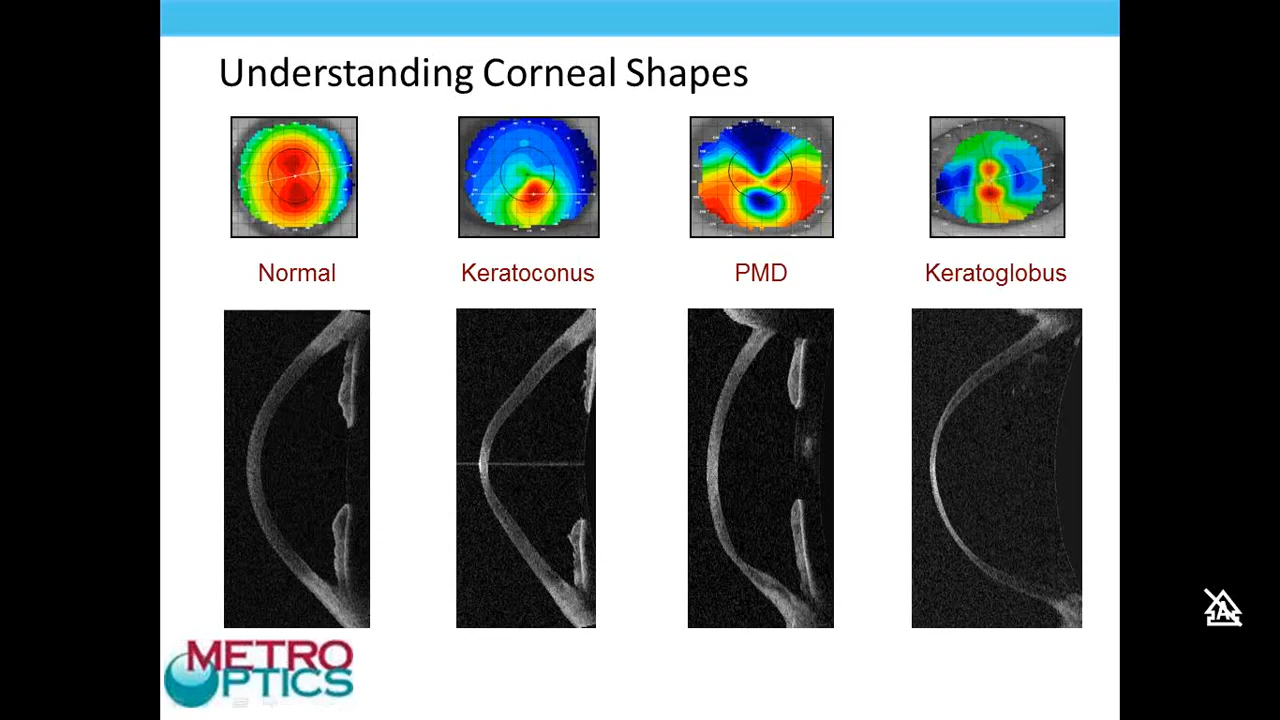 Understanding Corneal Shapes
Normal
Keratoconus
PMD
Keratoglobus
METRO
OPTICS
A